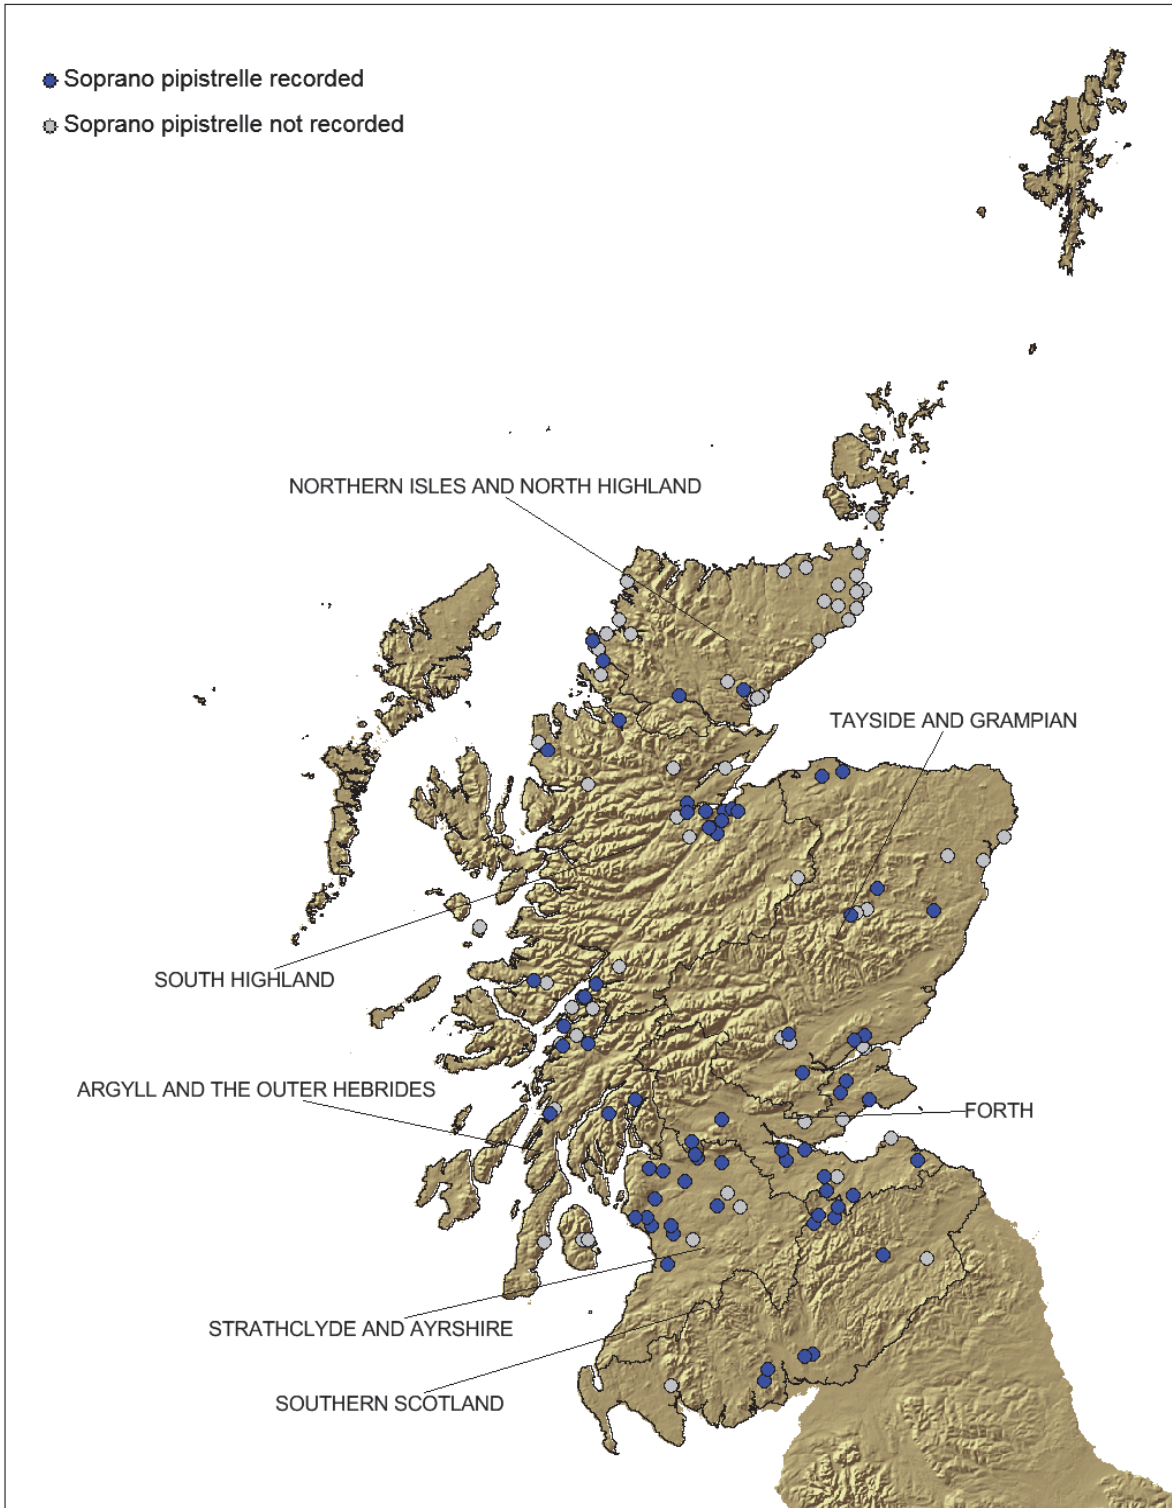 Soprano pipistrelle recorded
Soprano pipistrelle not recorded
NORTHERN ISLES AND NORTH HIGHLAND
TAYSIDE AND GRAMPIAN
SOUTH HIGHLAND
ARGYLL AND THE OUTER HEBRIDES
FORTH
STRATHCLYDE AND AYRSHIRE
SOUTHERN SCOTLAND